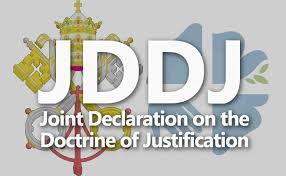 JDDJ
Joint Declaration on the
Doctrine of Justification